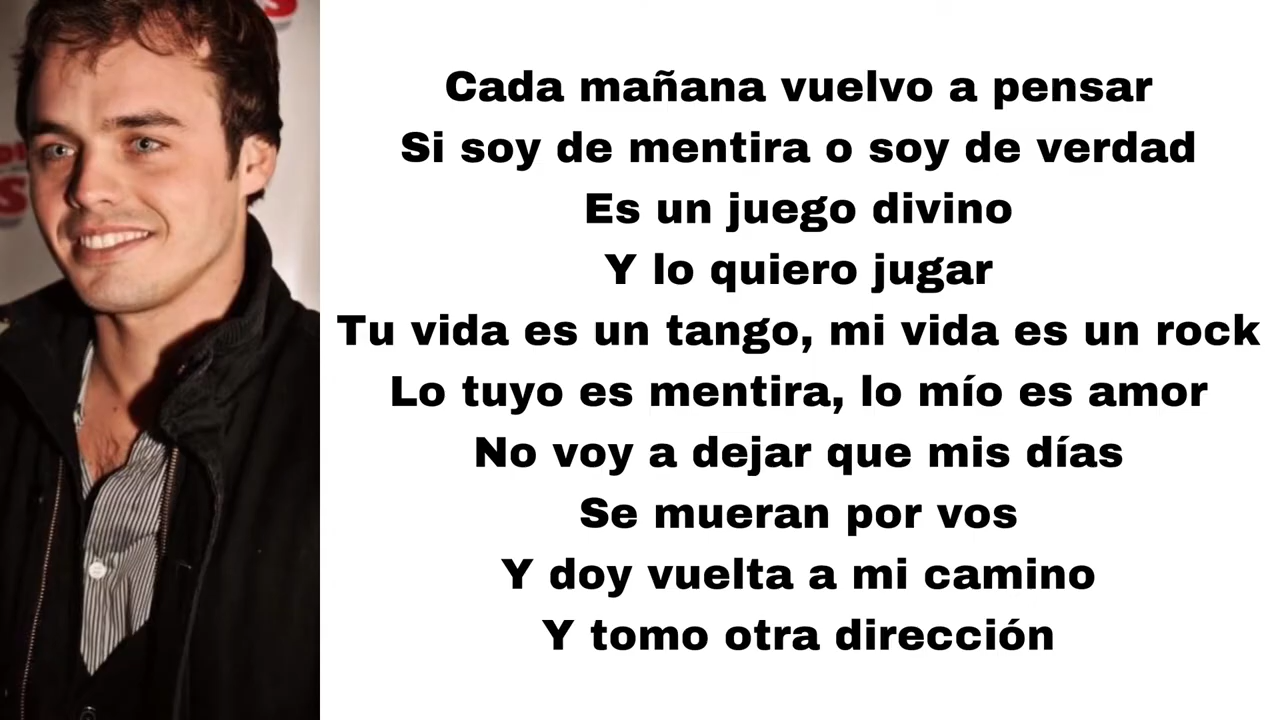 Cada mañana vuelvo a pensar
Si soy de mentira o soy de verdad
Es un juego divino
Y lo quiero jugar
Tu vida es un tango, mi vida es un rock
Lo tuyo es mentira, lo mío es amor
No voy a dejar que mis días
Se mueran por vos
Y doy vuelta a mi camino
Y tomo otra dirección